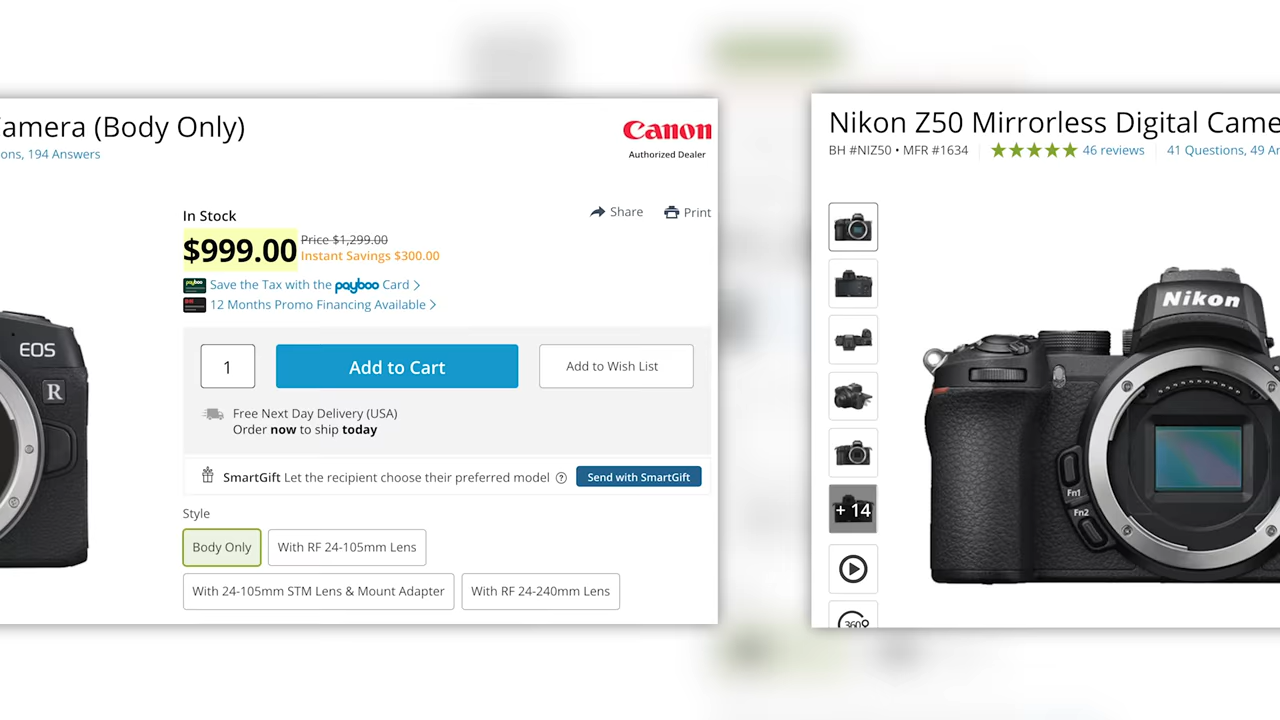 amera (Body Only)
ons, 194 Answers
Canon
Authorized Dealer
In Stock
Share
Print
$999.00
Price $1,299.00
Instant Savings $300.00
Save the Tax with the payboo Card >
12 Months Promo Financing Available >
1
Add to Cart
Add to Wish List
Free Next Day Delivery (USA)
Order now to ship today
SmartGift Let the recipient choose their preferred model ?
Send with SmartGift
Style
Body Only
With RF 24-105mm Lens
With 24-105mm STM Lens & Mount Adapter
With RF 24-240mm Lens
EOS
R
Nikon Z50 Mirrorless Digital Came
BH #NIZ50 • MFR #1634
46 reviews
41 Questions, 49 An
+ 14
360º
Nikon
Fn1
Fn2